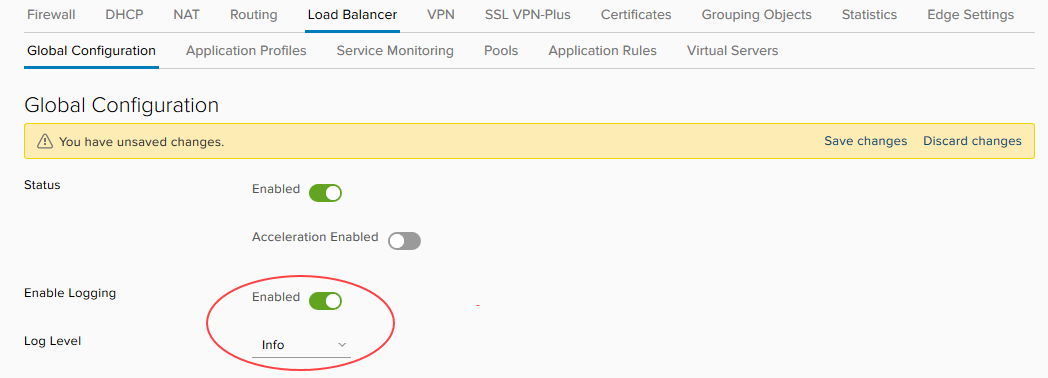 Firewall DHCP NAT Routing Load Balancer VPN SSL VPN-Plus Certificates Grouping Objects Statistics Edge Settings
Global Configuration Application Profiles Service Monitoring Pools Application Rules Virtual Servers
Global Configuration
You have unsaved changes. Save changes Discard changes
Status Enabled
Acceleration Enabled
Enable Logging Enabled -
Log Level Info